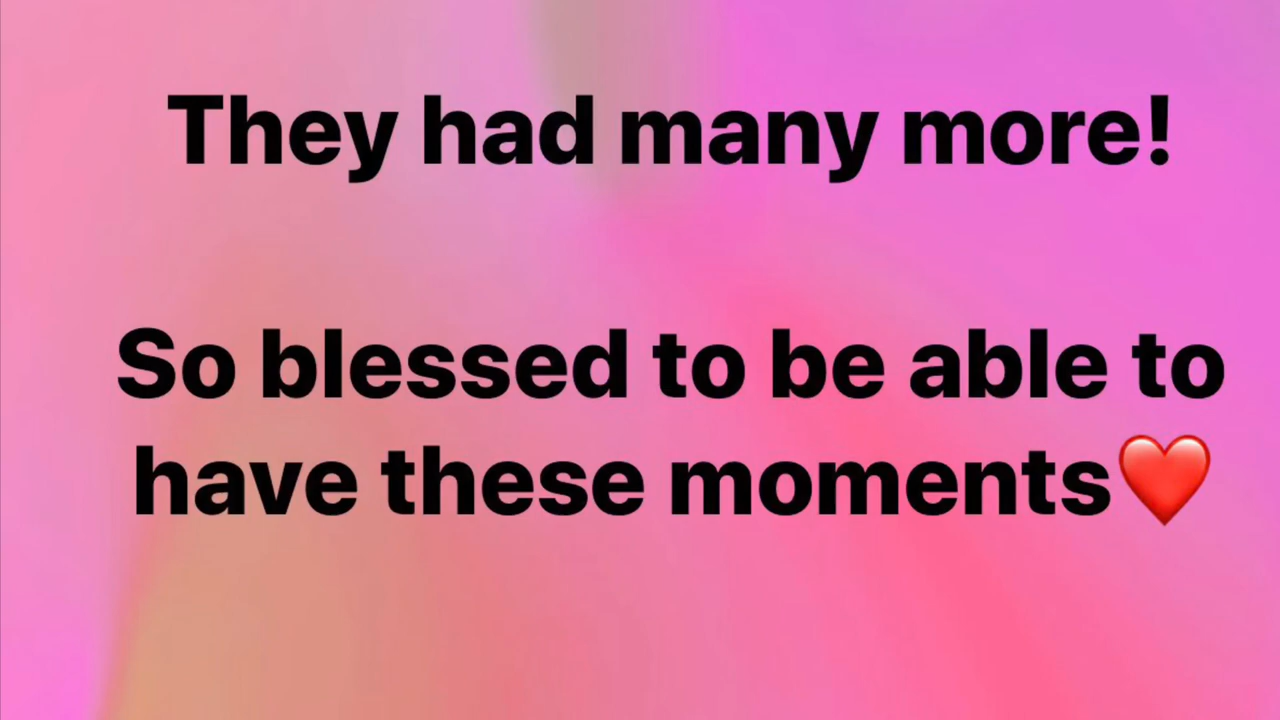 They had many more!
So blessed to be able to
have these moments❤️